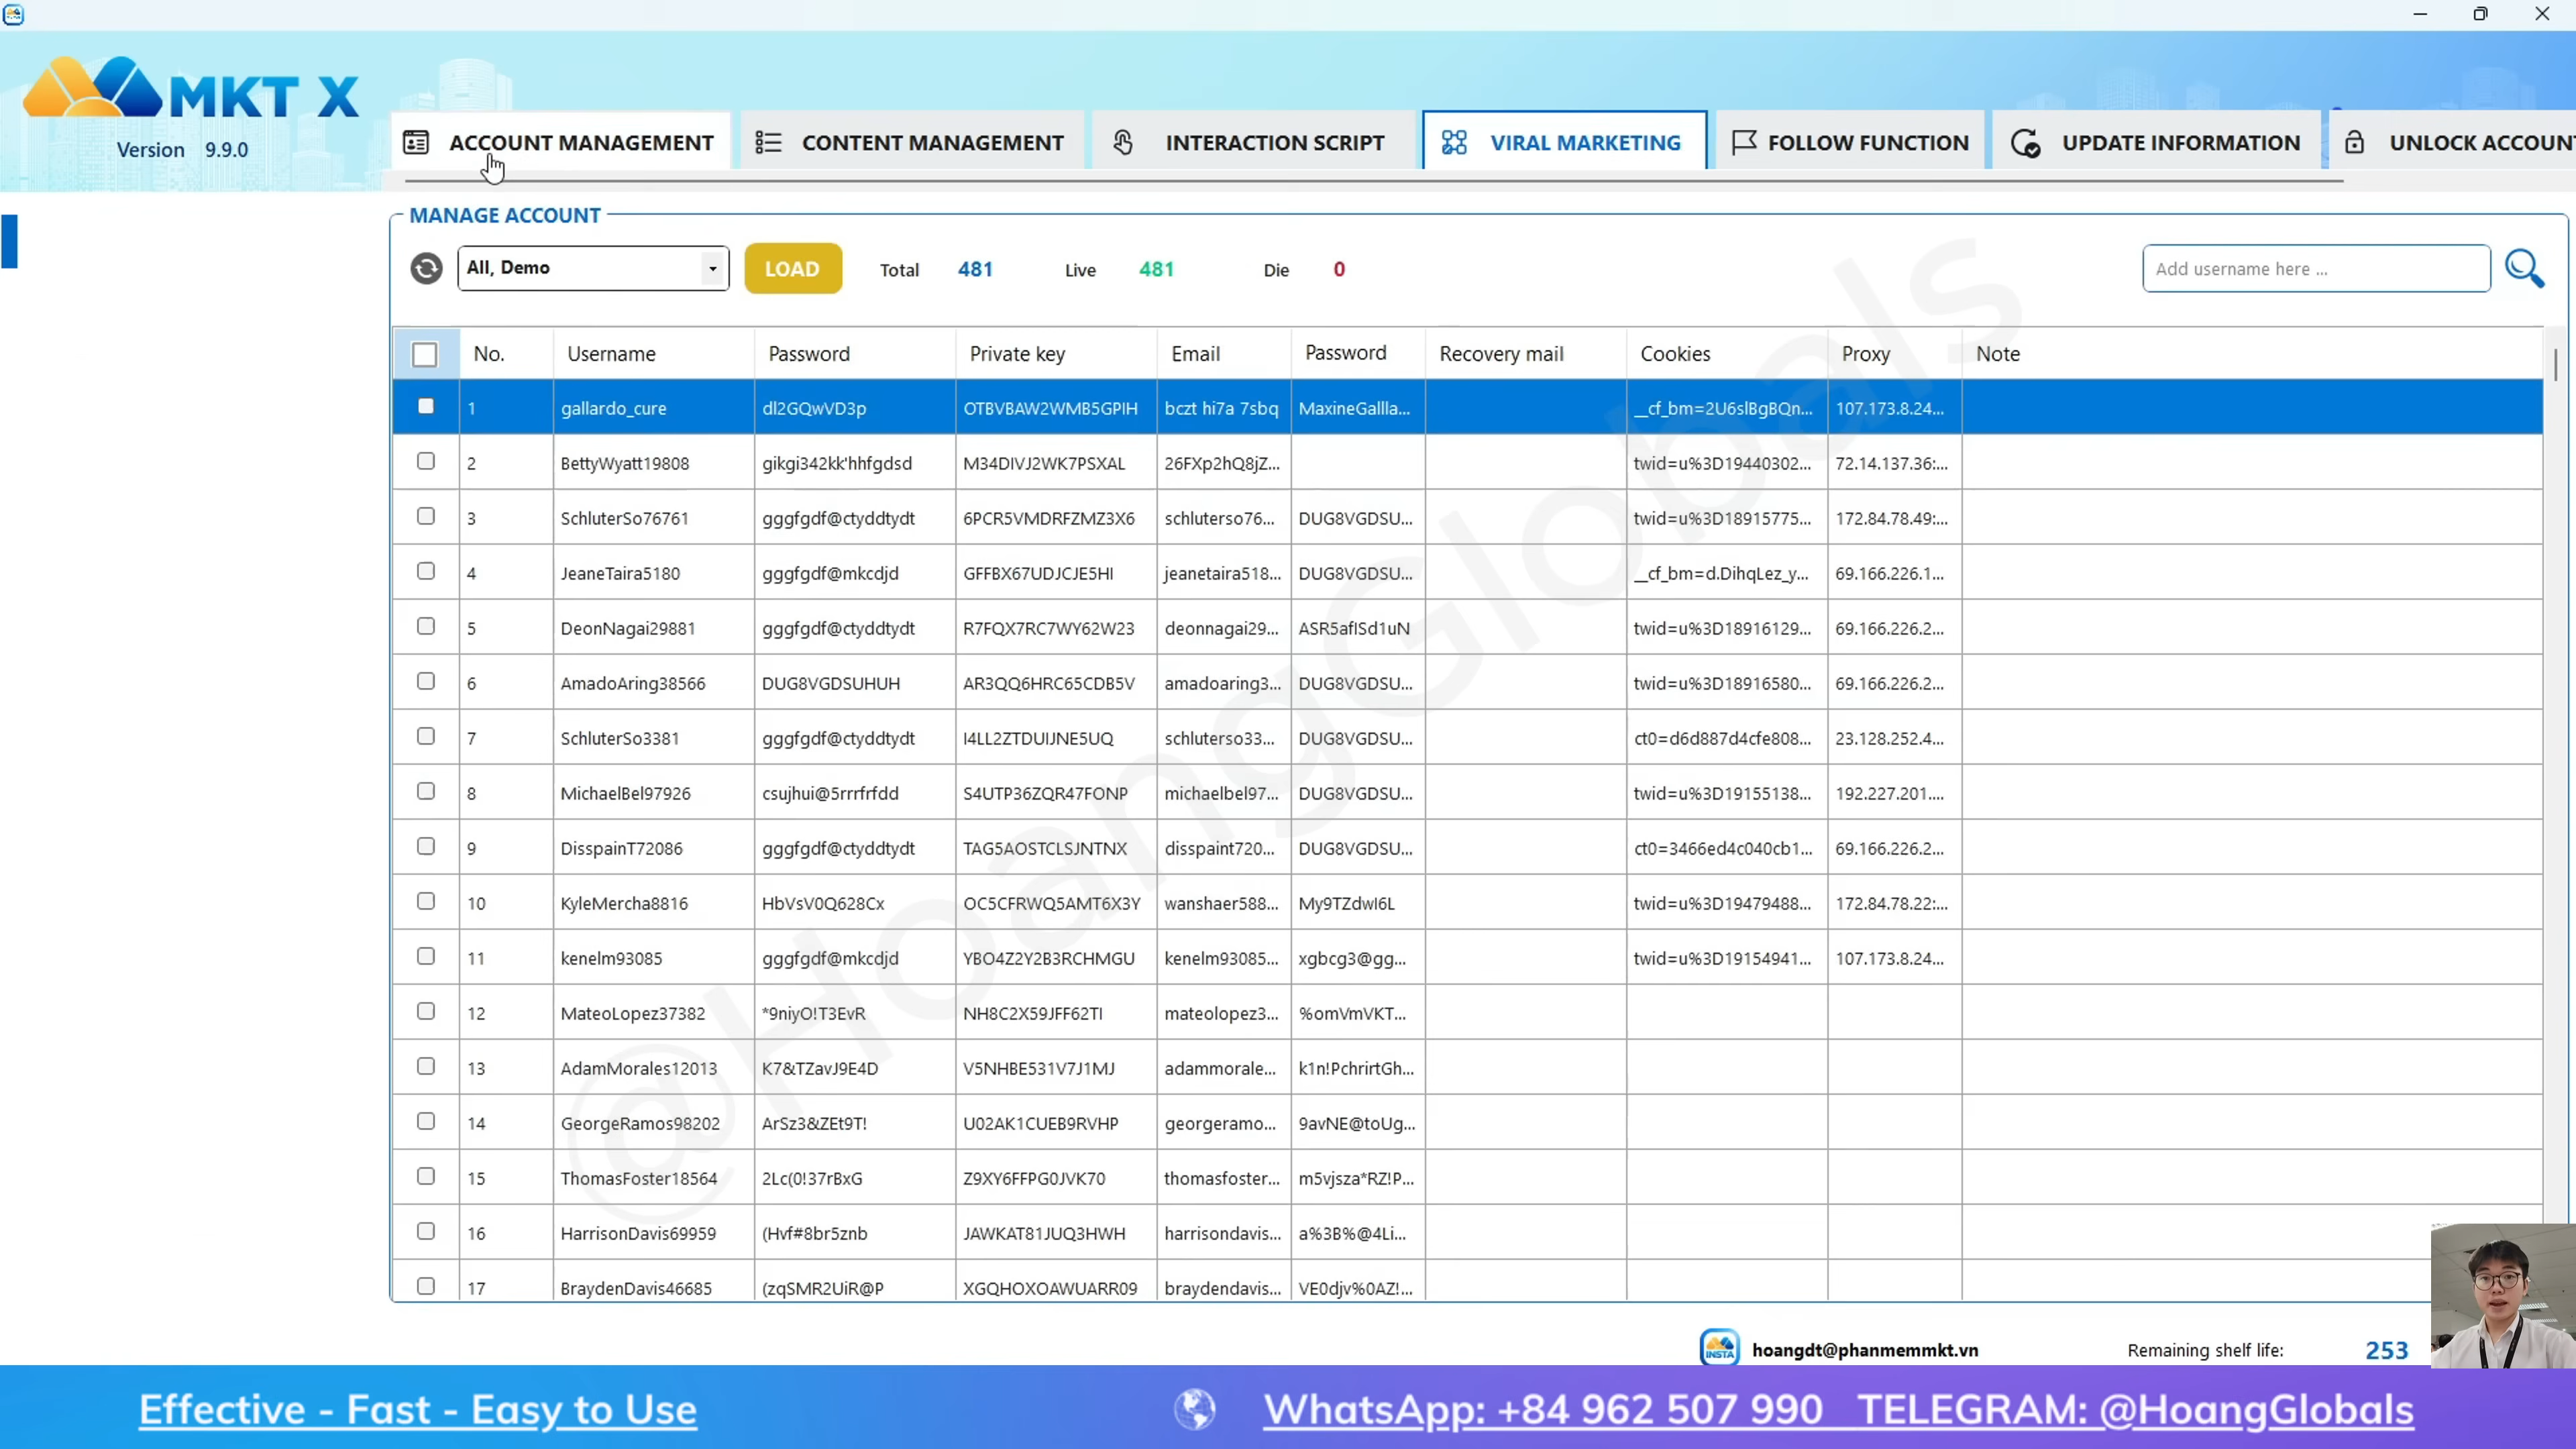 MKT X
Version 9.9.0
ACCOUNT MANAGEMENT
CONTENT MANAGEMENT
INTERACTION SCRIPT
VIRAL MARKETING
FOLLOW FUNCTION
UPDATE INFORMATION
UNLOCK ACCOUN
MANAGE ACCOUNT
All, Demo LOAD Total 481 Live 481 Die 0 Add username here ...
No. Username Password Private key Email Password Recovery mail Cookies Proxy Note
1 gallardo_cure dl2GQwVD3p OTBVBAW2WMB5GPIH bczt hi7a 7sbq MaxineGallla... __cf_bm=2U6slBgBQn... 107.173.8.24...
2 BettyWyatt19808 gikgi342kk'hhfgdsd M34DIVJ2WK7PSXAL 26FXp2hQ8jZ... twid=u%3D19440302... 72.14.137.36:...
3 SchluterSo76761 gggfgdf@ctyddtydt 6PCR5VMDRFZMZ3X6 schluterso76... DUG8VGDSU... twid=u%3D18915775... 172.84.78.49:...
4 JeaneTaira5180 gggfgdf@mkcdjd GFFBX67UDJCJE5HI jeanetaira518... DUG8VGDSU... __cf_bm=d.DihqLez_y... 69.166.226.1...
5 DeonNagai29881 gggfgdf@ctyddtydt R7FQX7RC7WY62W23 deonnagai29... ASR5aflSd1uN twid=u%3D18916129... 69.166.226.2...
6 AmadoAring38566 DUG8VGDSUHUH AR3QQ6HRC65CDB5V amadoaring3... DUG8VGDSU... twid=u%3D18916580... 69.166.226.2...
7 SchluterSo3381 gggfgdf@ctyddtydt I4LL2ZTDUIJNE5UQ schluterso33... DUG8VGDSU... ct0=d6d887d4cfe808... 23.128.252.4...
8 MichaelBel97926 csujhui@5rrrfrfdd S4UTP36ZQR47FONP michaelbel97... DUG8VGDSU... twid=u%3D19155138... 192.227.201....
9 DisspainT72086 gggfgdf@ctyddtydt TAG5AOSTCLSJNTNX disspaint720... DUG8VGDSU... ct0=3466ed4c040cb1... 69.166.226.2...
10 KyleMercha8816 HbVsV0Q628Cx OC5CFRWQ5AMT6X3Y wanshaer588... My9TZdwI6L twid=u%3D19479488... 172.84.78.22:...
11 kenelm93085 gggfgdf@mkcdjd YBO4Z2Y2B3RCHMGU kenelm93085... xgbcg3@gg... twid=u%3D19154941... 107.173.8.24...
12 MateoLopez37382 *9niyO!T3EvR NH8C2X59JFF62TI mateolopez3... %omVmVKT...
13 AdamMorales12013 K7&TZavJ9E4D V5NHBE531V7J1MJ adammorale... k1n!PchrirtGh...
14 GeorgeRamos98202 ArSz3&ZEt9T! U02AK1CUEB9RVHP georgeramo... 9avNE@toUg...
15 ThomasFoster18564 2Lc(0!37rBxG Z9XY6FFPG0JVK70 thomasfoster... m5vjsza*RZ!P...
16 HarrisonDavis69959 (Hvf#8br5znb JAWKAT81JUQ3HWH harrisondavis... a%3B%@4Li...
17 BraydenDavis46685 (zqSMR2UiR@P XGQHOXOAWUARR09 braydendavis... VE0djv%0AZ!...
@HoangGlobals
INSTA hoangdt@phanmemmkt.vn Remaining shelf life: 253
Effective - Fast - Easy to Use
WhatsApp: +84 962 507 990 TELEGRAM: @HoangGlobals